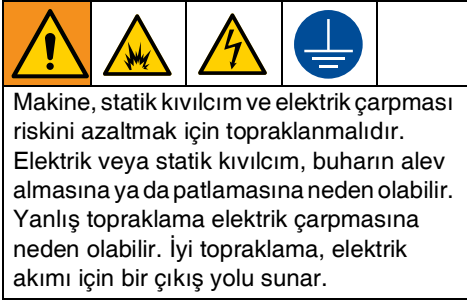 Makine, statik kıvılcım ve elektrik çarpması
riskini azaltmak için topraklanmalıdır.
Elektrik veya statik kıvılcım, buharın alev
almasına ya da patlamasına neden olabilir.
Yanlış topraklama elektrik çarpmasına
neden olabilir. İyi topraklama, elektrik
akımı için bir çıkış yolu sunar.